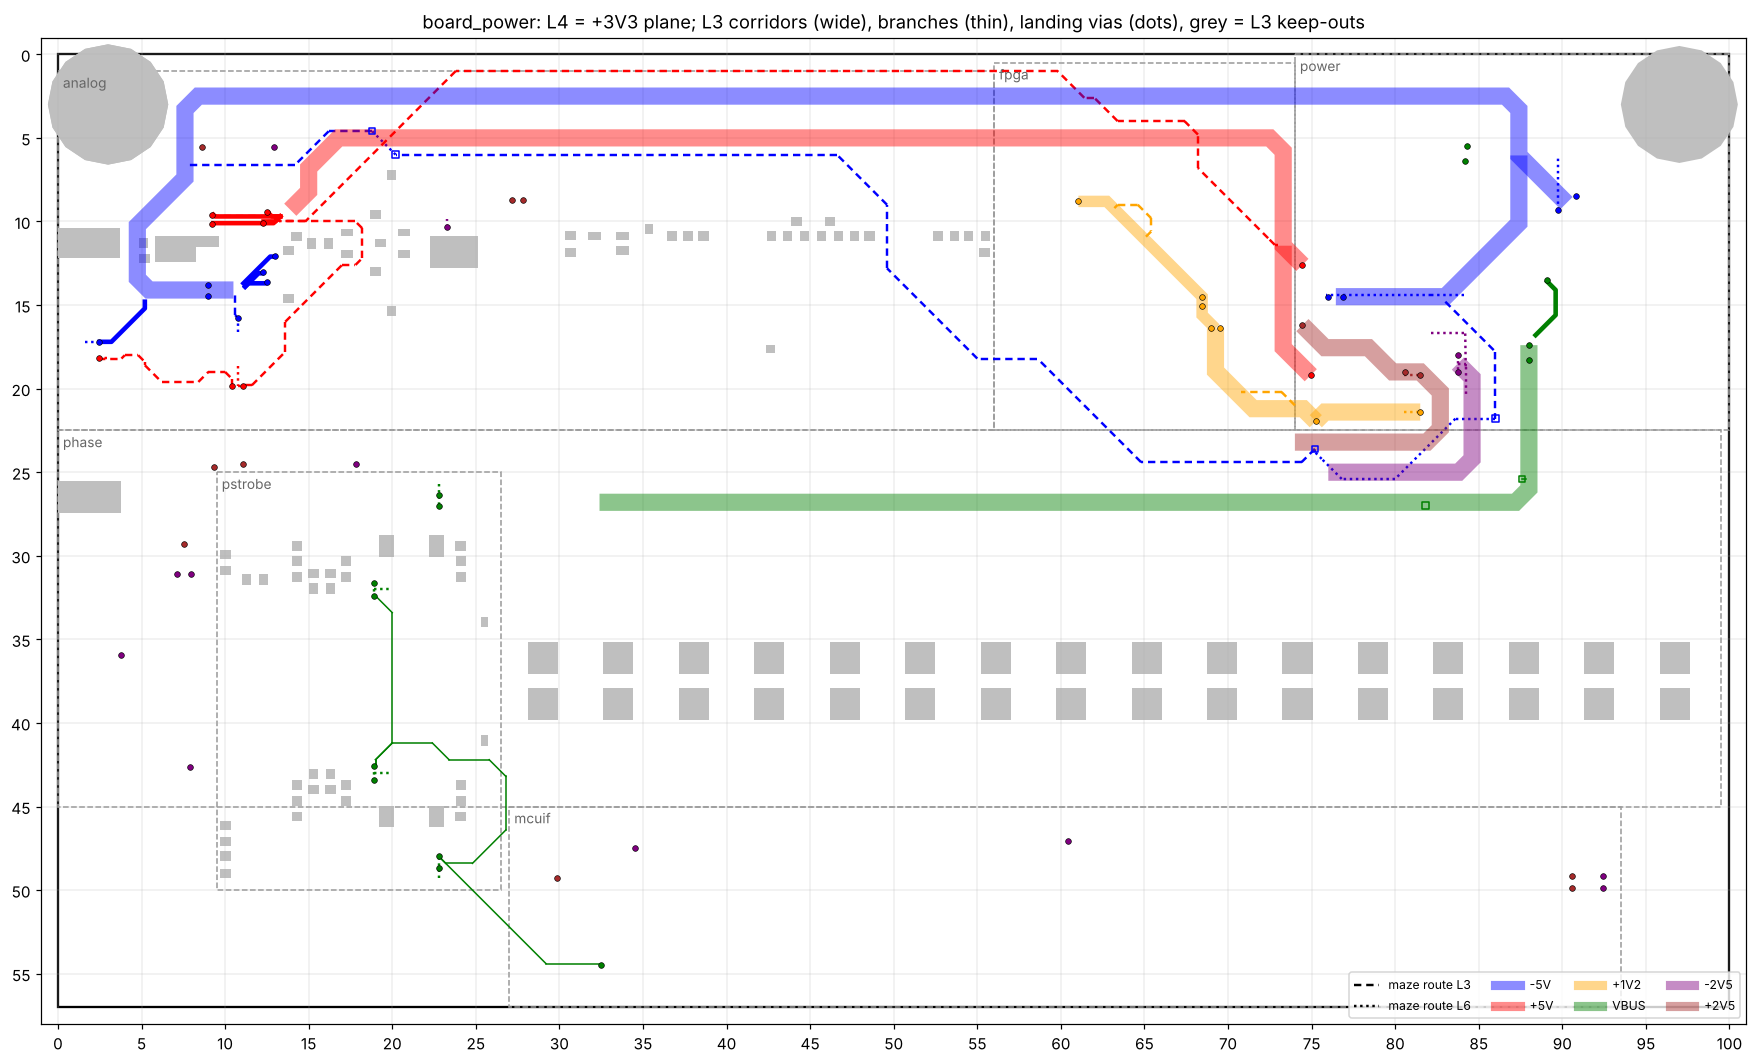 board_power: L4 = +3V3 plane; L3 corridors (wide), branches (thin), landing vias (dots), grey = L3 keep-outs
analog
fpga
power
phase
pstrobe
mcuif
0
5
10
15
20
25
30
35
40
45
50
55
0 5 10 15 20 25 30 35 40 45 50 55 60 65 70 75 80 85 90 95 100
maze route L3 -5V +1V2 -2V5
maze route L6 +5V VBUS +2V5